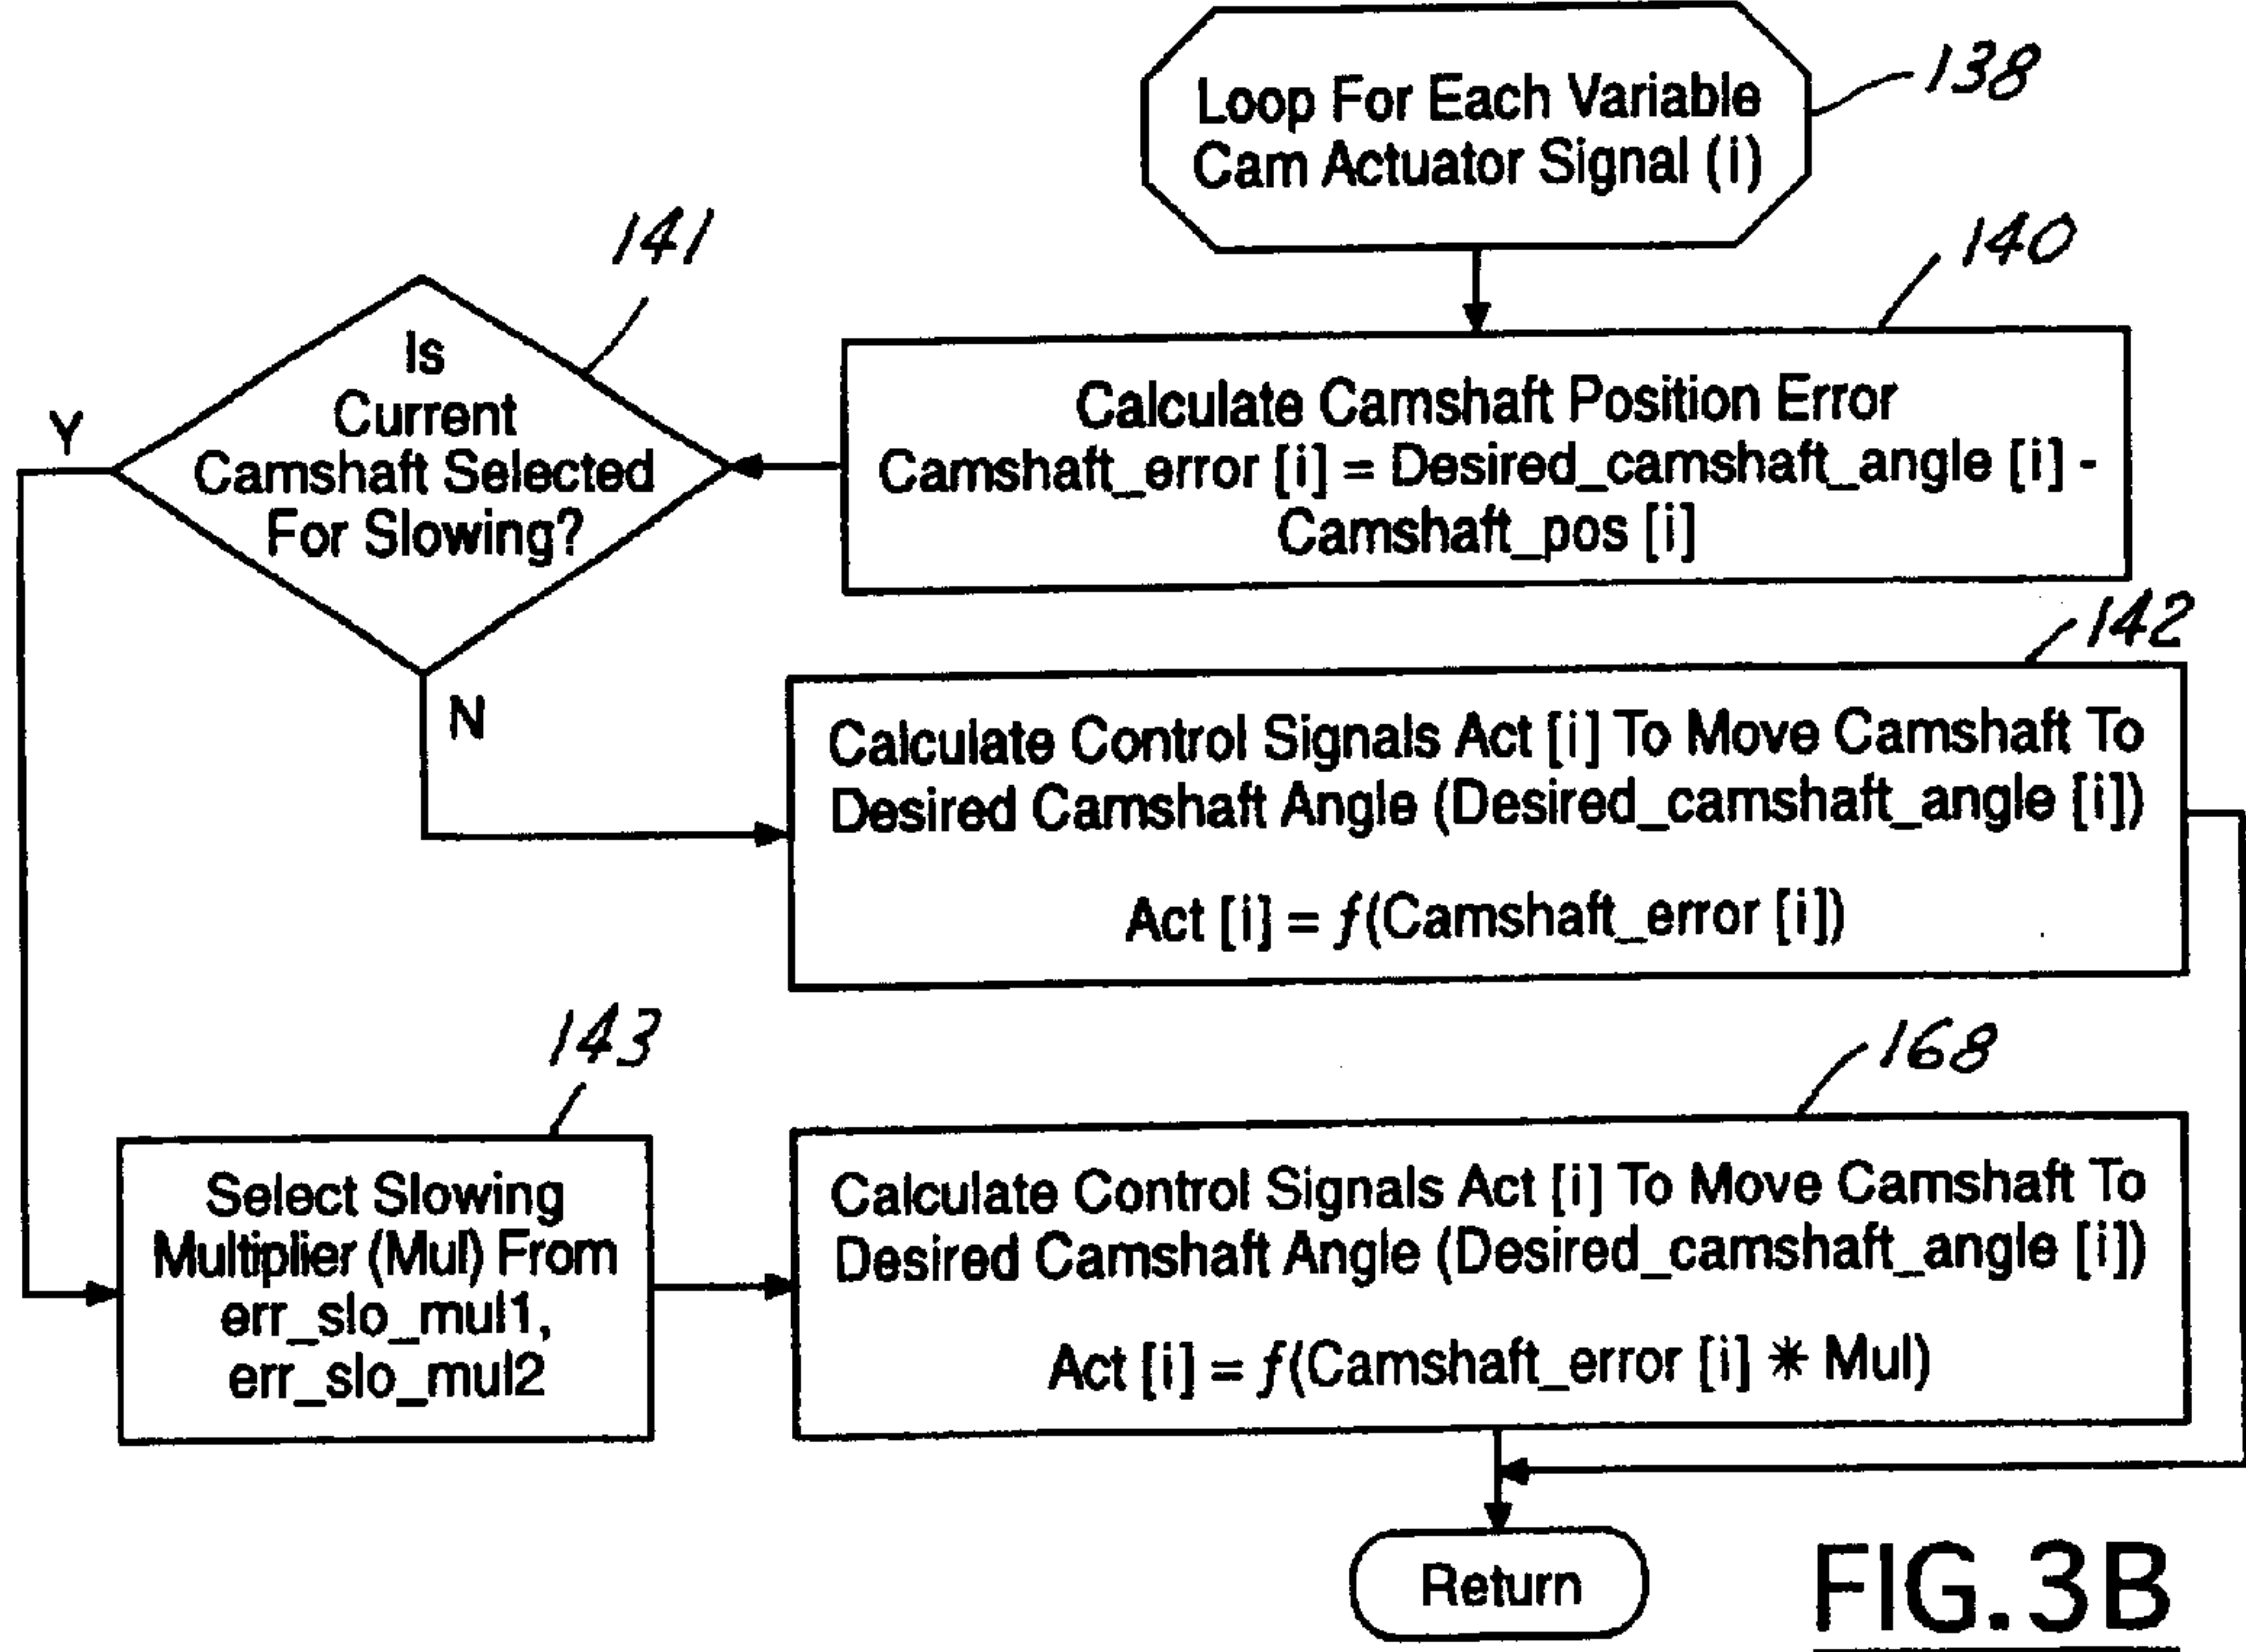 Loop For Each Variable
Cam Actuator Signal (i)
138
140
Calculate Camshaft Position Error
Camshaft_error [i] = Desired_camshaft_angle [i] -
Camshaft_pos [i]
141
Is
Current
Camshaft Selected
For Slowing?
Y
N
142
Calculate Control Signals Act [i] To Move Camshaft To
Desired Camshaft Angle (Desired_camshaft_angle [i])
Act [i] = f(Camshaft_error [i])
143
Select Slowing
Multiplier (Mul) From
err_slo_mul1,
err_slo_mul2
168
Calculate Control Signals Act [i] To Move Camshaft To
Desired Camshaft Angle (Desired_camshaft_angle [i])
Act [i] = f(Camshaft_error [i] * Mul)
Return
FIG.3B